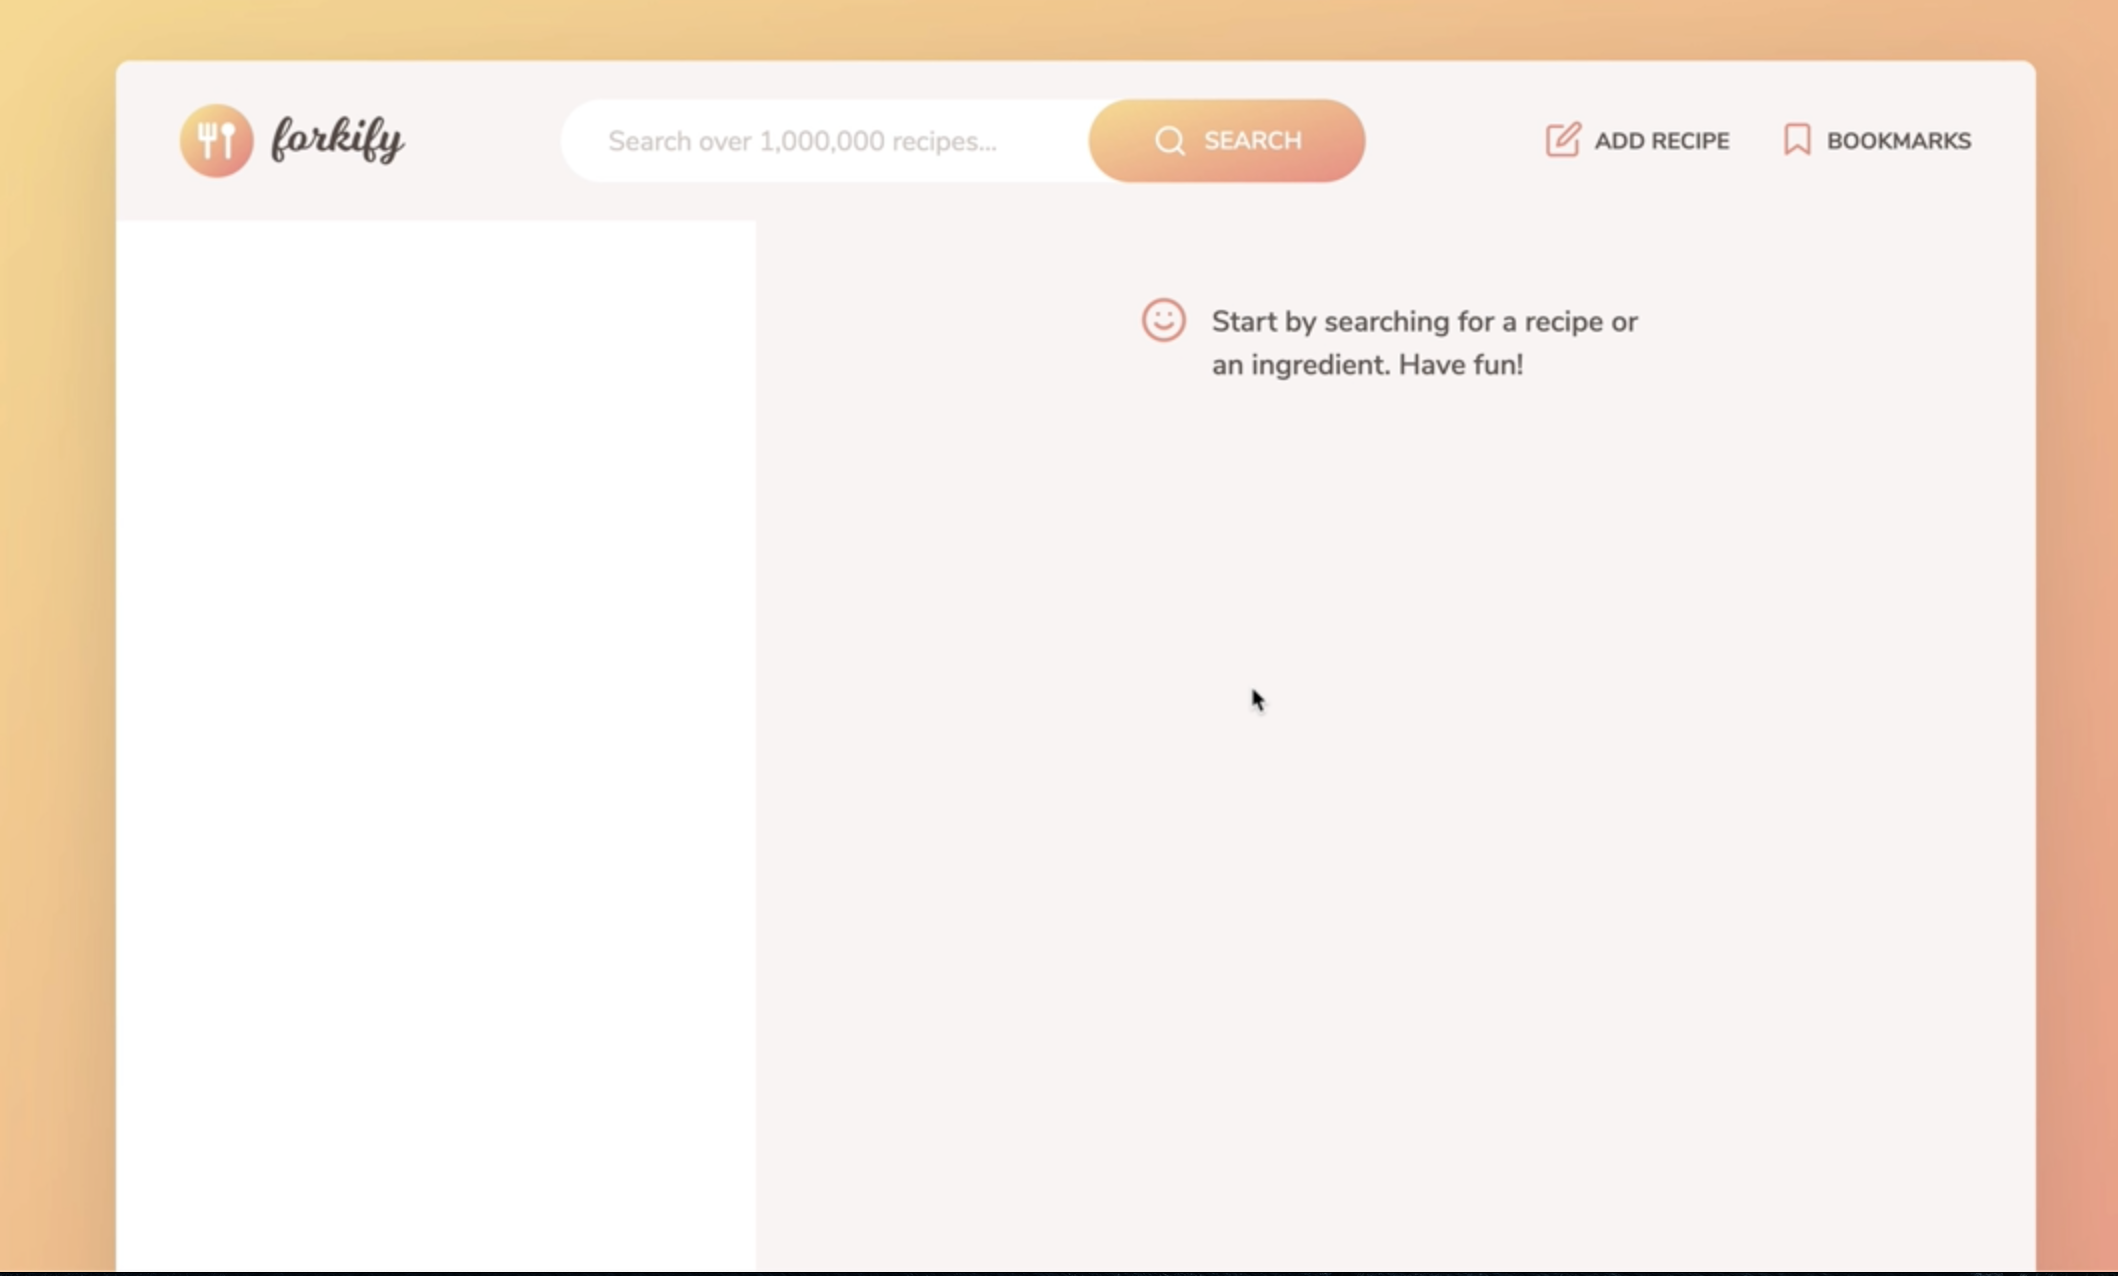 forkify
Search over 1,000,000 recipes...
SEARCH
ADD RECIPE
BOOKMARKS
Start by searching for a recipe or
an ingredient. Have fun!